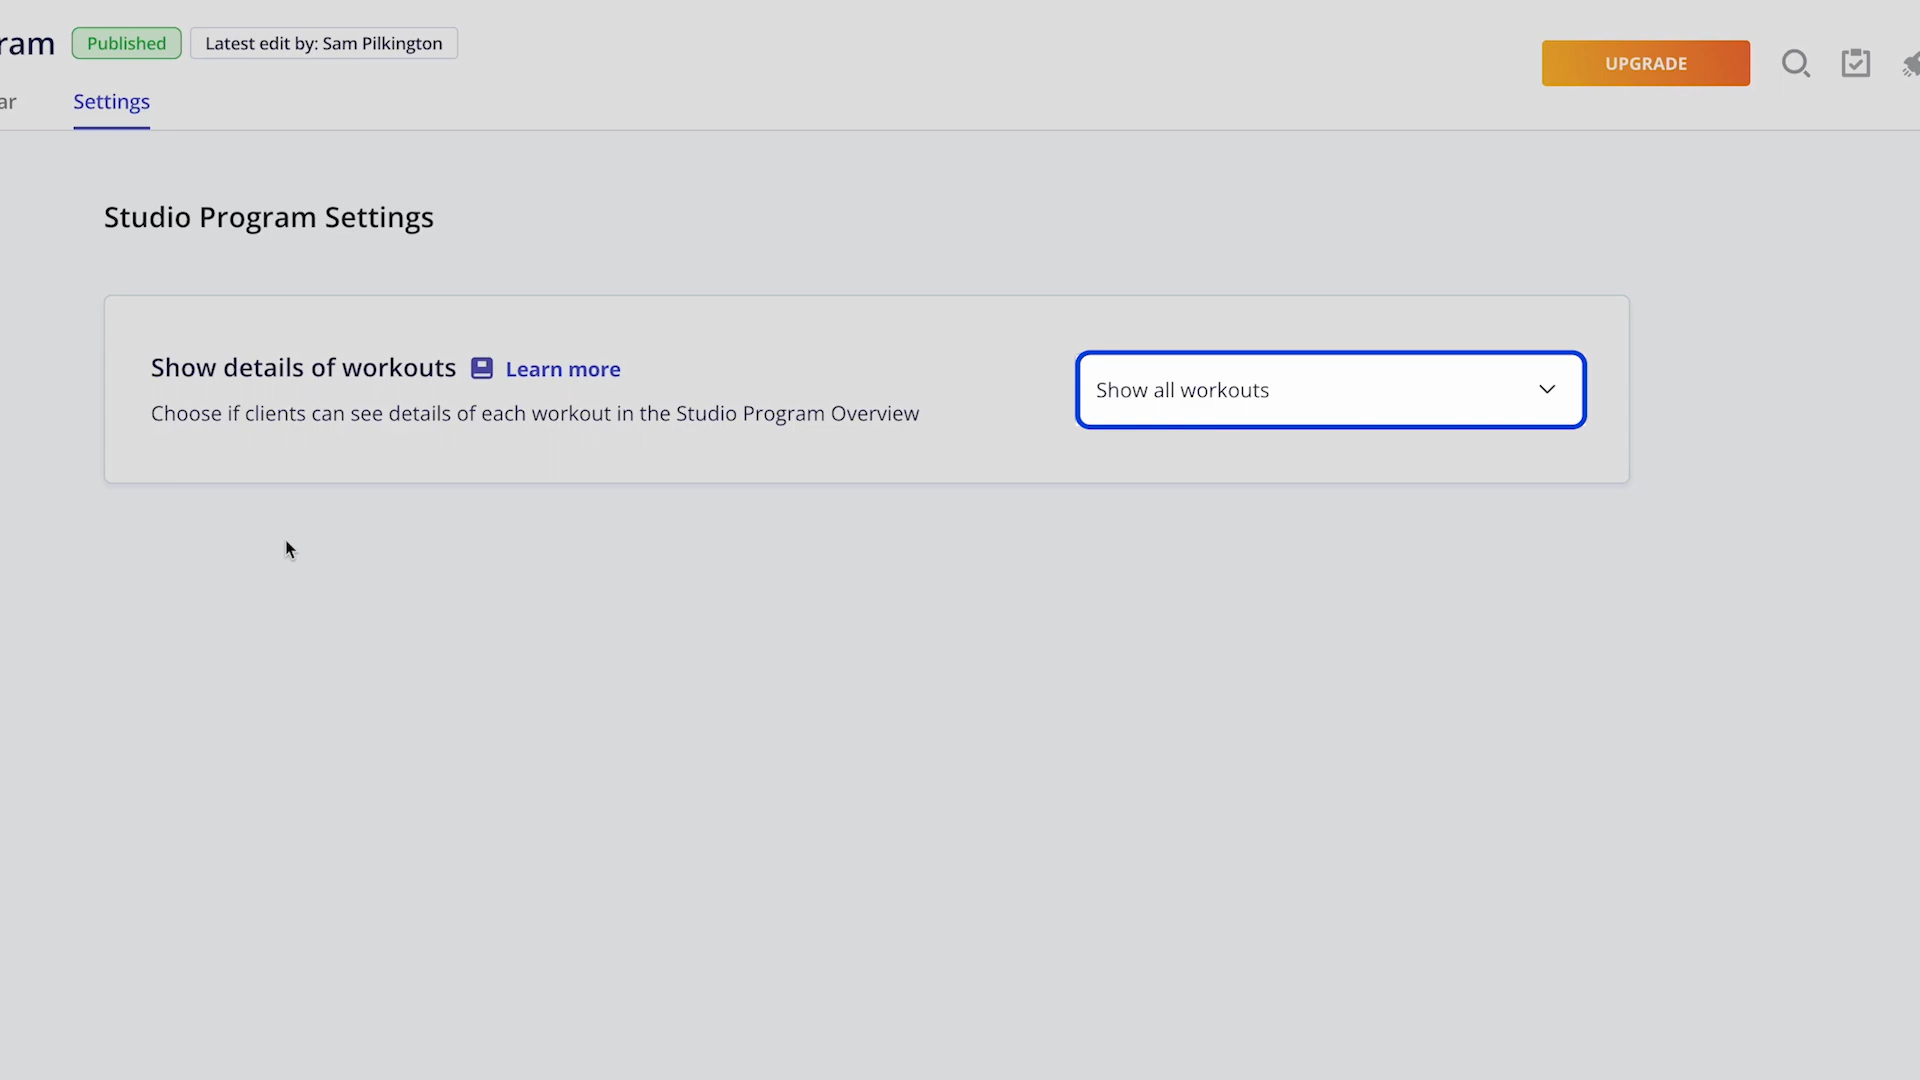 ram
Published
Latest edit by: Sam Pilkington
UPGRADE
ar
Settings
Studio Program Settings
Show details of workouts
Learn more
Choose if clients can see details of each workout in the Studio Program Overview
Show all workouts